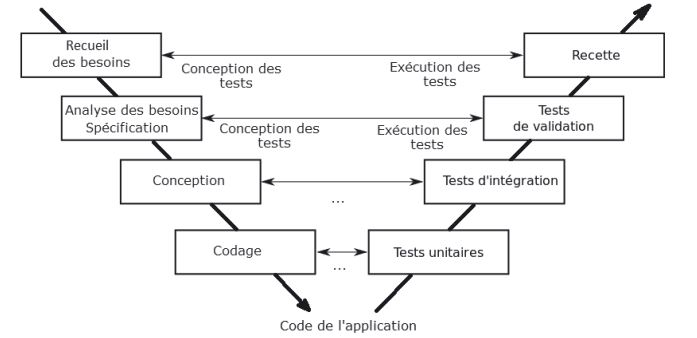 Recueil
des besoins
Recette
Conception des
tests
Exécution des
tests
Analyse des besoins
Spécification
Tests
de validation
Conception des
tests
Exécution des
tests
Conception
Tests d'intégration
...
Codage
Tests unitaires
...
Code de l'application